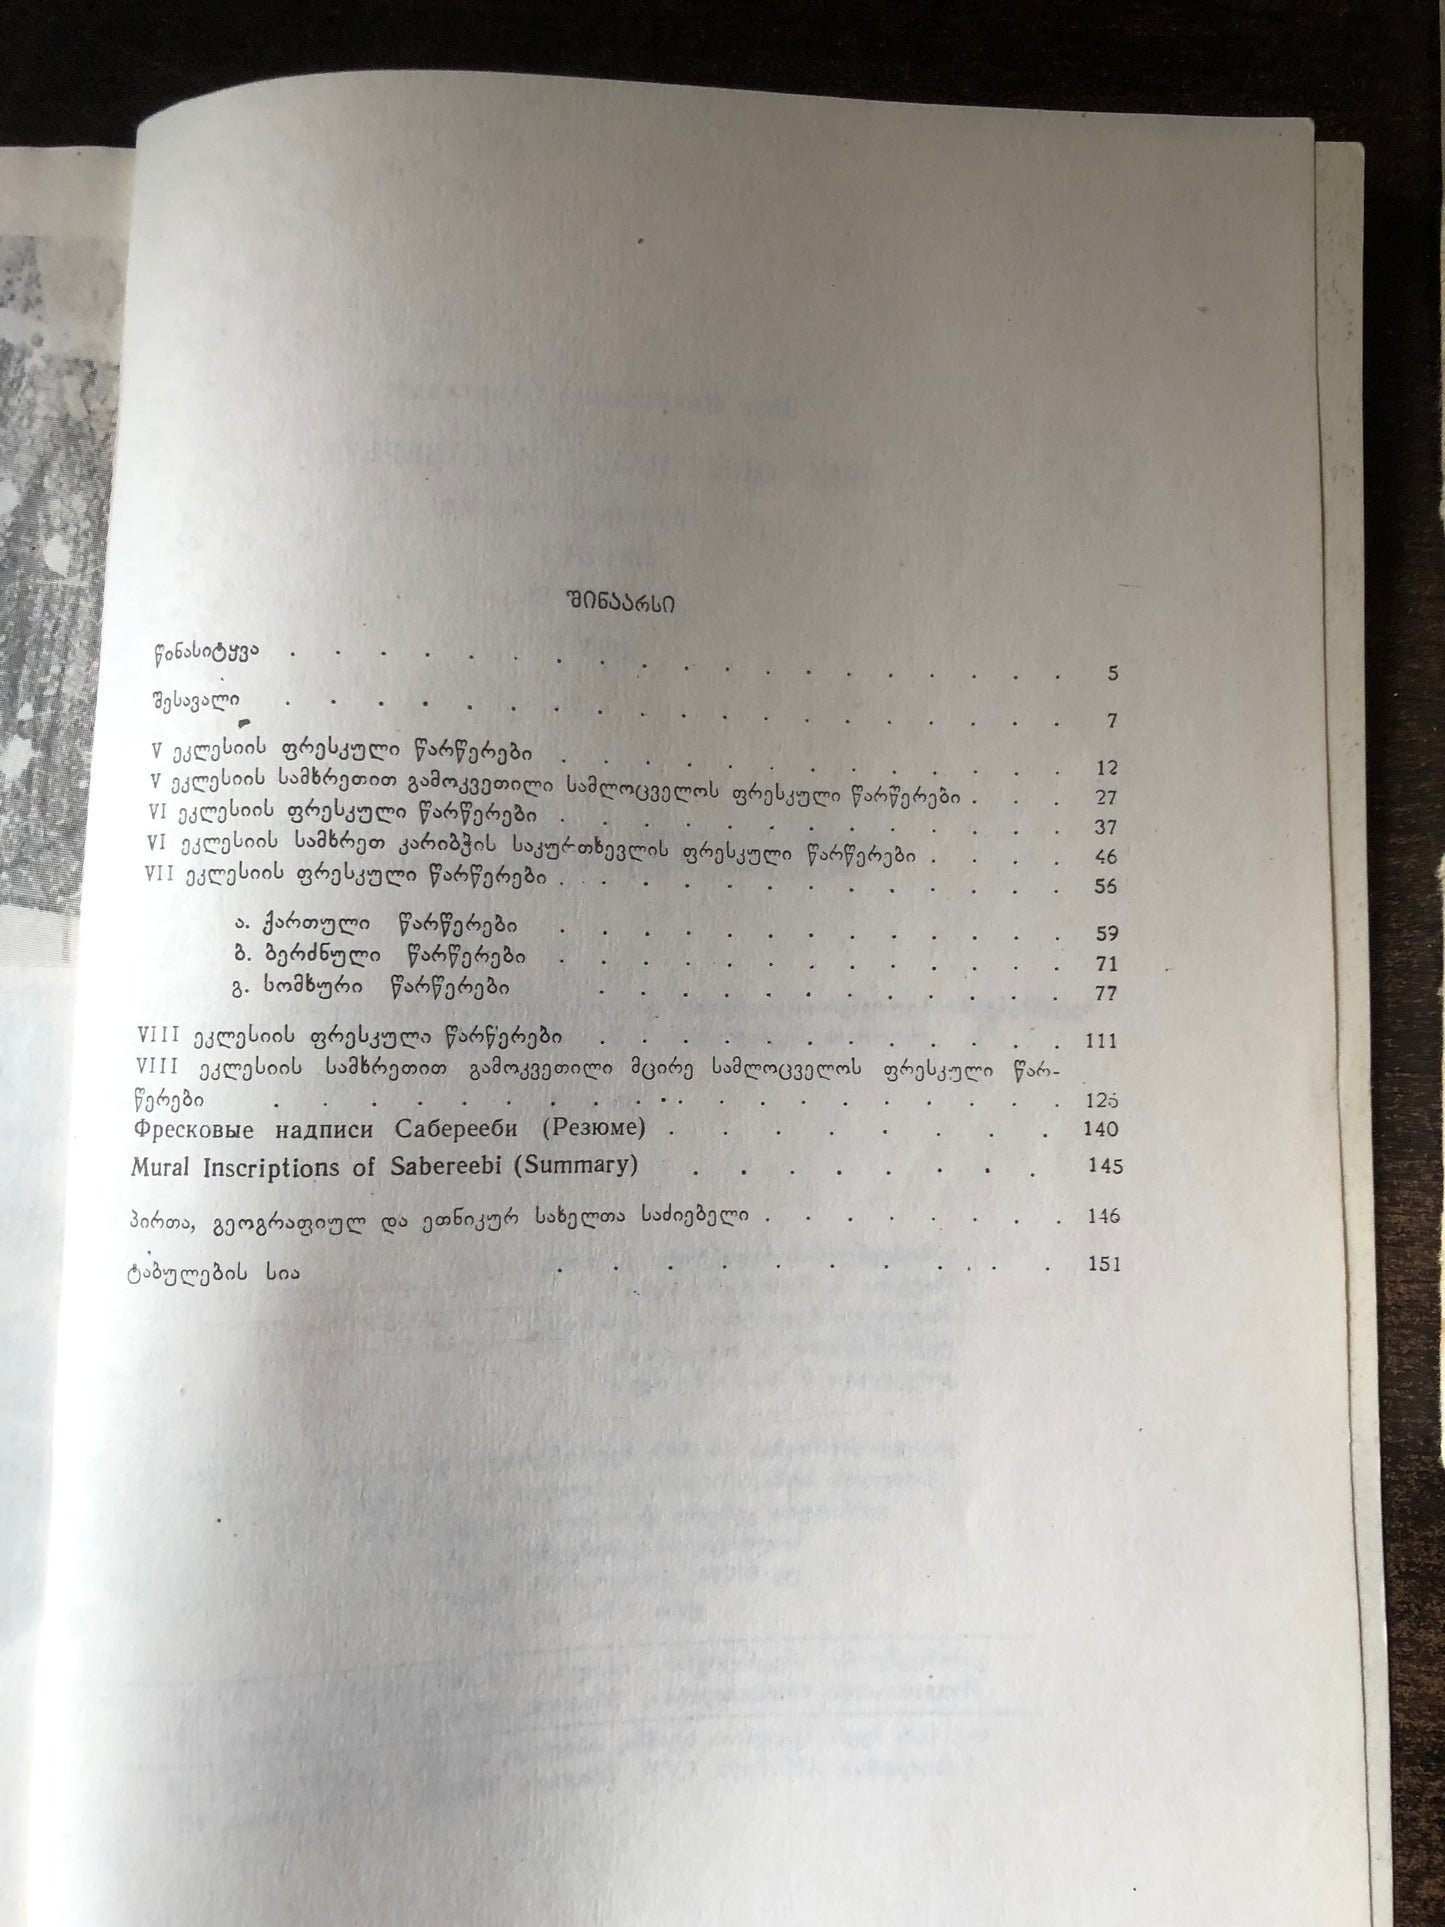 შინაარსი
წინასიტყვა . . . . . . . . . . . . . . . . . . 5
შესავალი . . . . . . . . . . . . . . . . . . 7
V ეკლესიის ფრესკული წარწერები . . . . . . . . . . . . 12
V ეკლესიის სამხრეთით გამოკვეთილი სამლოცველოს ფრესკული წარწერები . . . 27
VI ეკლესიის ფრესკული წარწერები . . . . . . . . . . . . 37
VI ეკლესიის სამხრეთ კარიბჭის საკურთხევლის ფრესკული წარწერები . . . . 46
VII ეკლესიის ფრესკული წარწერები . . . . . . . . . . . . 56
ა. ქართული წარწერები . . . . . . . . . . . . 59
ბ. ბერძნული წარწერები . . . . . . . . . . . . 71
გ. სომხური წარწერები . . . . . . . . . . . 77
VIII ეკლესიის ფრესკული წარწერები . . . . . . . . . . . 111
VIII ეკლესიის სამხრეთით გამოკვეთილი მცირე სამლოცველოს ფრესკული წარ-
წერები . . . . . . . . . . . . . . . . . . 126
Фресковые надписи Саберееби (Резюме) . . . . . . . . 140
Mural Inscriptions of Sabereebi (Summary) . . . . . . . . 145
პირთა, გეოგრაფიულ და ეთნიკურ სახელთა საძიებელი . . . . . . . . 146
ტაბულების სია . . . . . . . . . . . 151